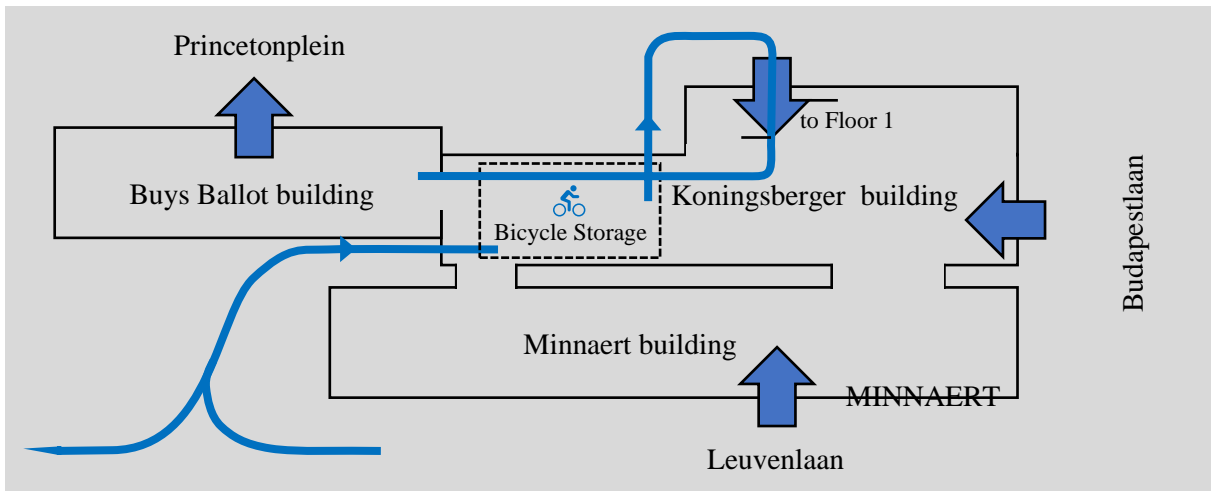 Princetonplein
to Floor 1
Buys Ballot building
Koningsberger building
Bicycle Storage
Budapestlaan
Minnaert building
MINNAERT
Leuvenlaan